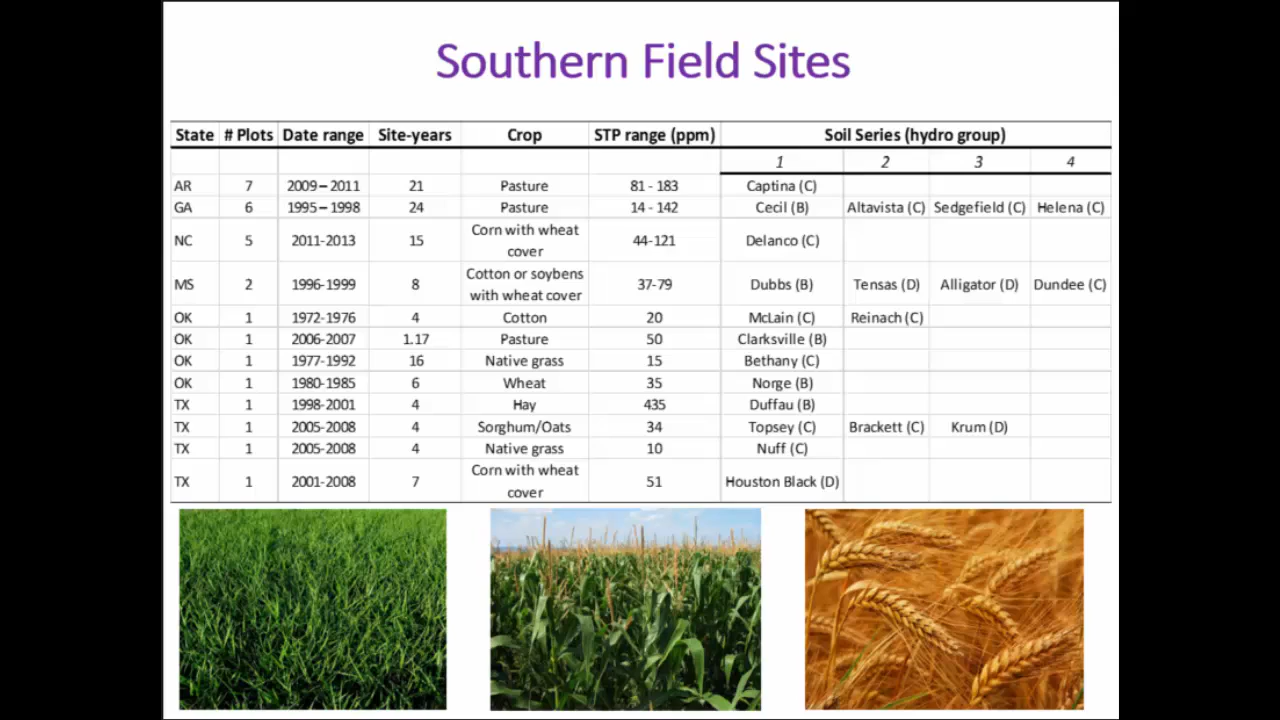 Southern Field Sites
State # Plots Date range Site-years Crop STP range (ppm) Soil Series (hydro group)
1 2 3 4
AR 7 2009–2011 21 Pasture 81 - 183 Captina (C)
GA 6 1995–1998 24 Pasture 14 - 142 Cecil (B) Altavista (C) Sedgefield (C) Helena (C)
NC 5 2011-2013 15 Corn with wheat cover 44-121 Delanco (C)
MS 2 1996-1999 8 Cotton or soybens with wheat cover 37-79 Dubbs (B) Tensas (D) Alligator (D) Dundee (C)
OK 1 1972-1976 4 Cotton 20 McLain (C) Reinach (C)
OK 1 2006-2007 1.17 Pasture 50 Clarksville (B)
OK 1 1977-1992 16 Native grass 15 Bethany (C)
OK 1 1980-1985 6 Wheat 35 Norge (B)
TX 1 1998-2001 4 Hay 435 Duffau (B)
TX 1 2005-2008 4 Sorghum/Oats 34 Topsey (C) Brackett (C) Krum (D)
TX 1 2005-2008 4 Native grass 10 Nuff (C)
TX 1 2001-2008 7 Corn with wheat cover 51 Houston Black (D)